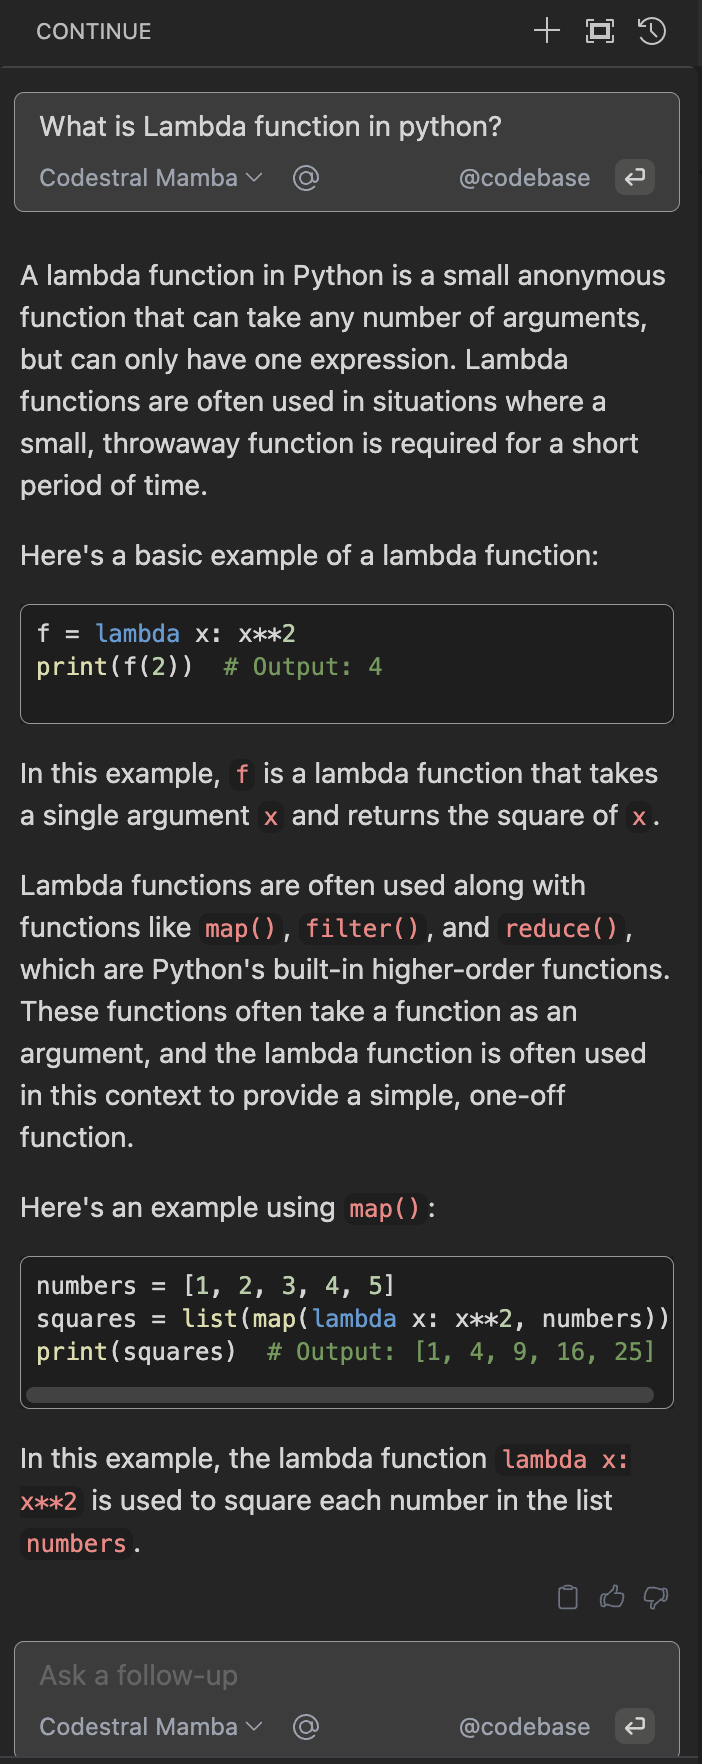 CONTINUE
What is Lambda function in python?
Codestral Mamba @codebase
A lambda function in Python is a small anonymous
function that can take any number of arguments,
but can only have one expression. Lambda
functions are often used in situations where a
small, throwaway function is required for a short
period of time.
Here's a basic example of a lambda function:
f = lambda x: x**2
print(f(2))  # Output: 4
In this example, f is a lambda function that takes
a single argument x and returns the square of x.
Lambda functions are often used along with
functions like map(), filter(), and reduce(),
which are Python's built-in higher-order functions.
These functions often take a function as an
argument, and the lambda function is often used
in this context to provide a simple, one-off
function.
Here's an example using map():
numbers = [1, 2, 3, 4, 5]
squares = list(map(lambda x: x**2, numbers))
print(squares)  # Output: [1, 4, 9, 16, 25]
In this example, the lambda function lambda x:
x**2 is used to square each number in the list
numbers.
Ask a follow-up
Codestral Mamba @codebase